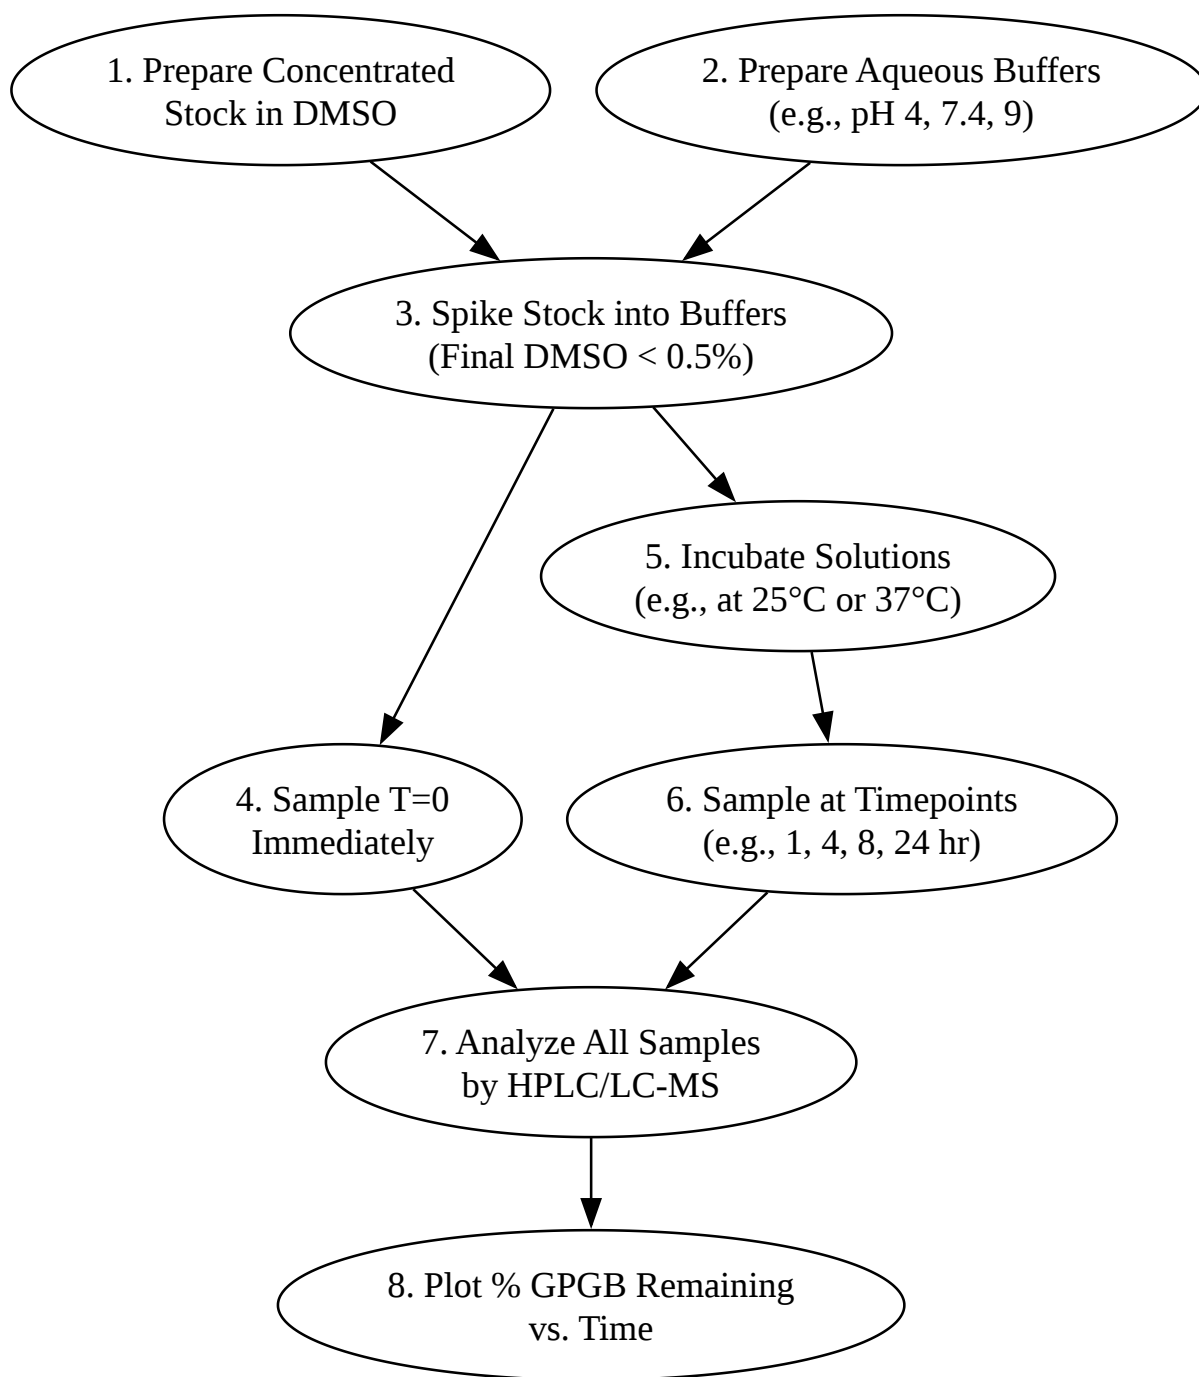 1. Prepare Concentrated
Stock in DMSO
2. Prepare Aqueous Buffers
(e.g., pH 4, 7.4, 9)
3. Spike Stock into Buffers
(Final DMSO < 0.5%)
5. Incubate Solutions
(e.g., at 25°C or 37°C)
4. Sample T=0
Immediately
6. Sample at Timepoints
(e.g., 1, 4, 8, 24 hr)
7. Analyze All Samples
by HPLC/LC-MS
8. Plot % GPGB Remaining
vs. Time